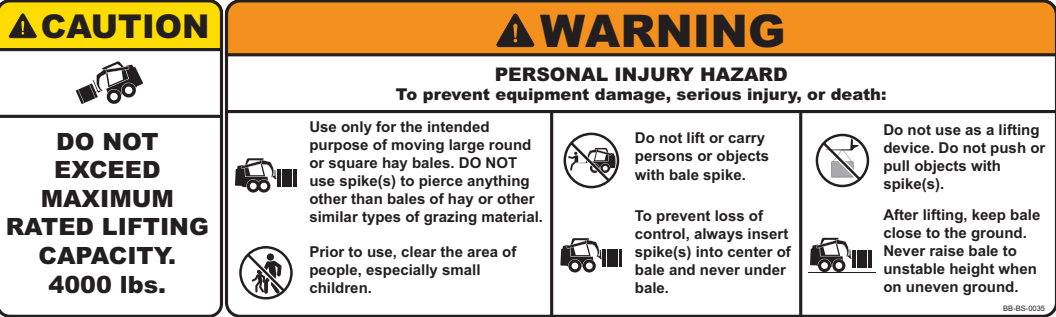 CAUTION
DO NOT
EXCEED
MAXIMUM
RATED LIFTING
CAPACITY.
4000 lbs.
WARNING
PERSONAL INJURY HAZARD
To prevent equipment damage, serious injury, or death:
Use only for the intended
purpose of moving large round
or square hay bales. DO NOT
use spike(s) to pierce anything
other than bales of hay or other
similar types of grazing material.
Prior to use, clear the area of
people, especially small
children.
Do not lift or carry
persons or objects
with bale spike.
To prevent loss of
control, always insert
spike(s) into center of
bale and never under
bale.
Do not use as a lifting
device. Do not push or
pull objects with
spike(s).
After lifting, keep bale
close to the ground.
Never raise bale to
unstable height when
on uneven ground.
BB-BS-0035